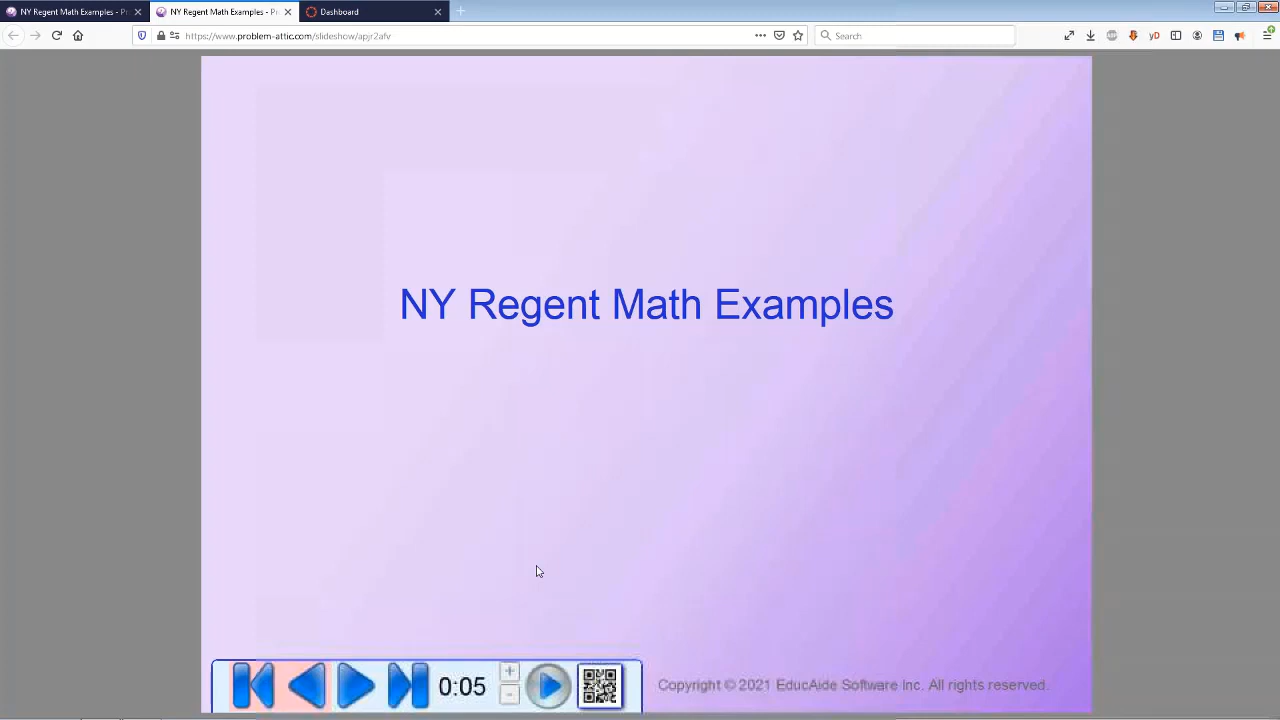 NY Regent Math Examples - Pr
NY Regent Math Examples - Pr
Dashboard
https://www.problem-attic.com/slideshow/apjr2afv
Search
NY Regent Math Examples
0:05
Copyright © 2021 EducAide Software Inc. All rights reserved.